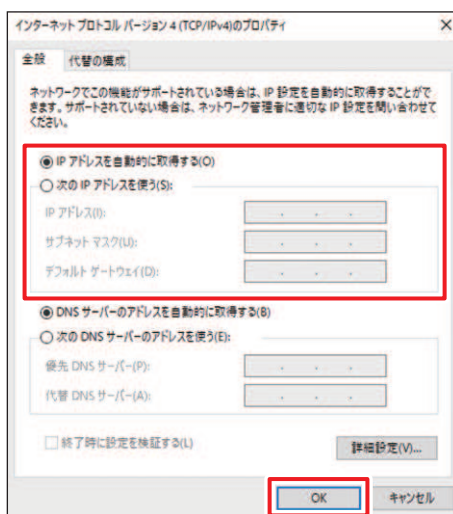 インターネット プロトコル バージョン 4 (TCP/IPv4)のプロパティ
全般 代替の構成
ネットワークでこの機能がサポートされている場合は、IP 設定を自動的に取得することがで
きます。サポートされていない場合は、ネットワーク管理者に適切な IP 設定を問い合わせて
ください。
IP アドレスを自動的に取得する(O)
次の IP アドレスを使う(S):
IP アドレス(I):
サブネット マスク(U):
デフォルト ゲートウェイ(D):
DNS サーバーのアドレスを自動的に取得する(B)
次の DNS サーバーのアドレスを使う(E):
優先 DNS サーバー(P):
代替 DNS サーバー(A):
終了時に設定を検証する(L)
詳細設定(V)...
OK キャンセル